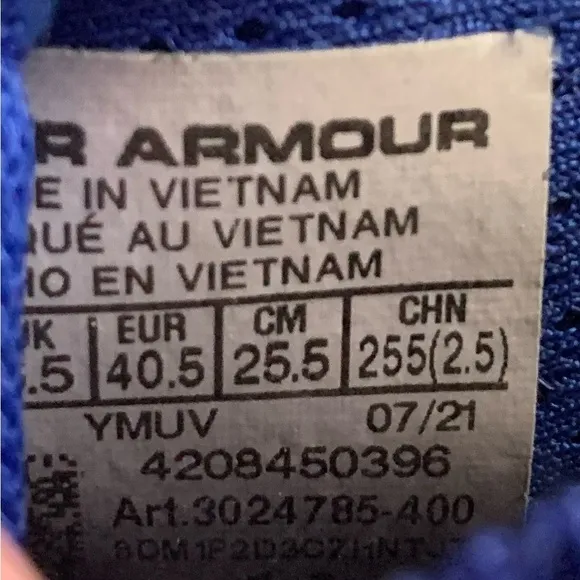 R ARMOUR
E IN VIETNAM
QUÉ AU VIETNAM
HO EN VIETNAM
UK EUR CM CHN
.5 40.5 25.5 255(2.5)
YMUV 07/21
4208450396
Art.3024785-400